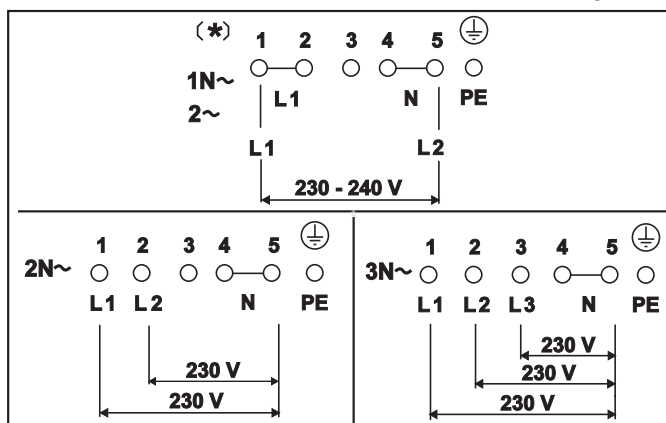 (*) 1 2 3 4 5
1N~ L1 N PE
2~
L1 L2
230 - 240 V
1 2 3 4 5
2N~
L1 L2 N PE
230 V
230 V
1 2 3 4 5
3N~
L1 L2 L3 N PE
230 V
230 V
230 V